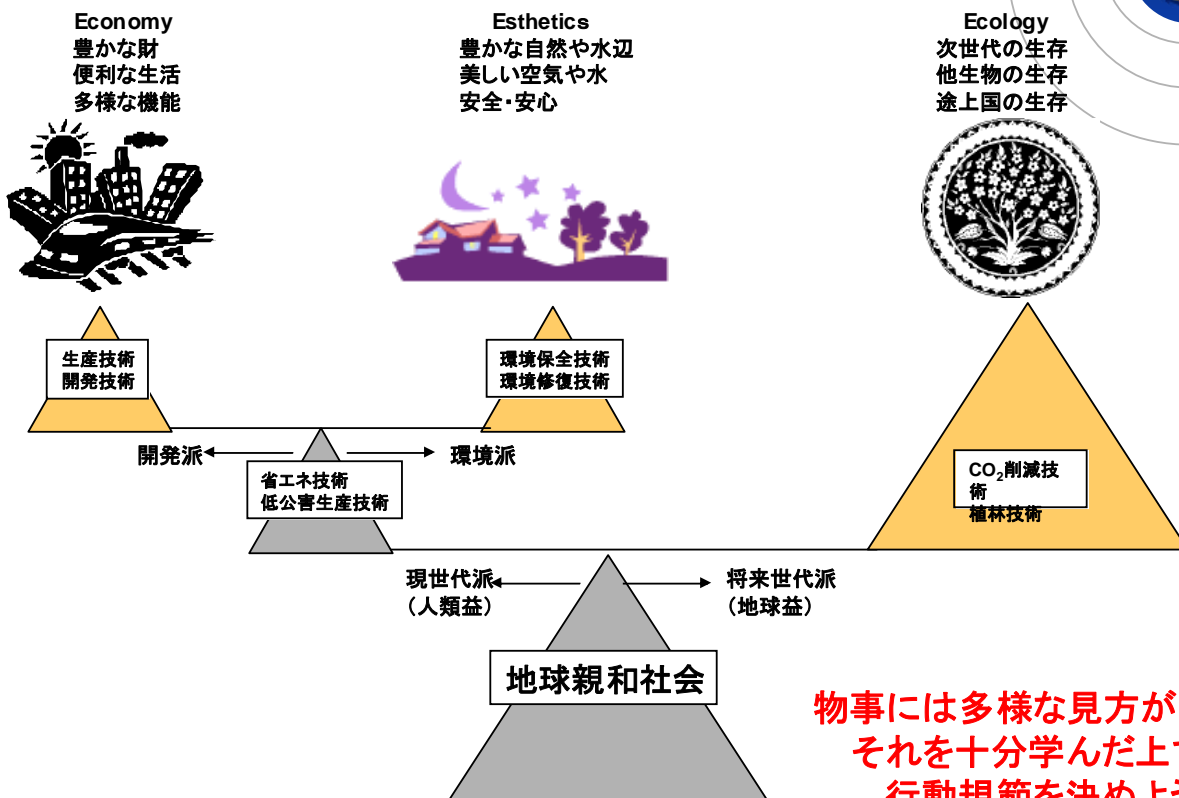 Economy
豊かな財
便利な生活
多様な機能
Esthetics
豊かな自然や水辺
美しい空気や水
安全・安心
Ecology
次世代の生存
他生物の生存
途上国の生存
生産技術
開発技術
環境保全技術
環境修復技術
開発派
環境派
省エネ技術
低公害生産技術
CO₂削減技
術
植林技術
現世代派
（人類益）
将来世代派
（地球益）
地球親和社会
物事には多様な見方が
それを十分学んだ上
行動規範を決め